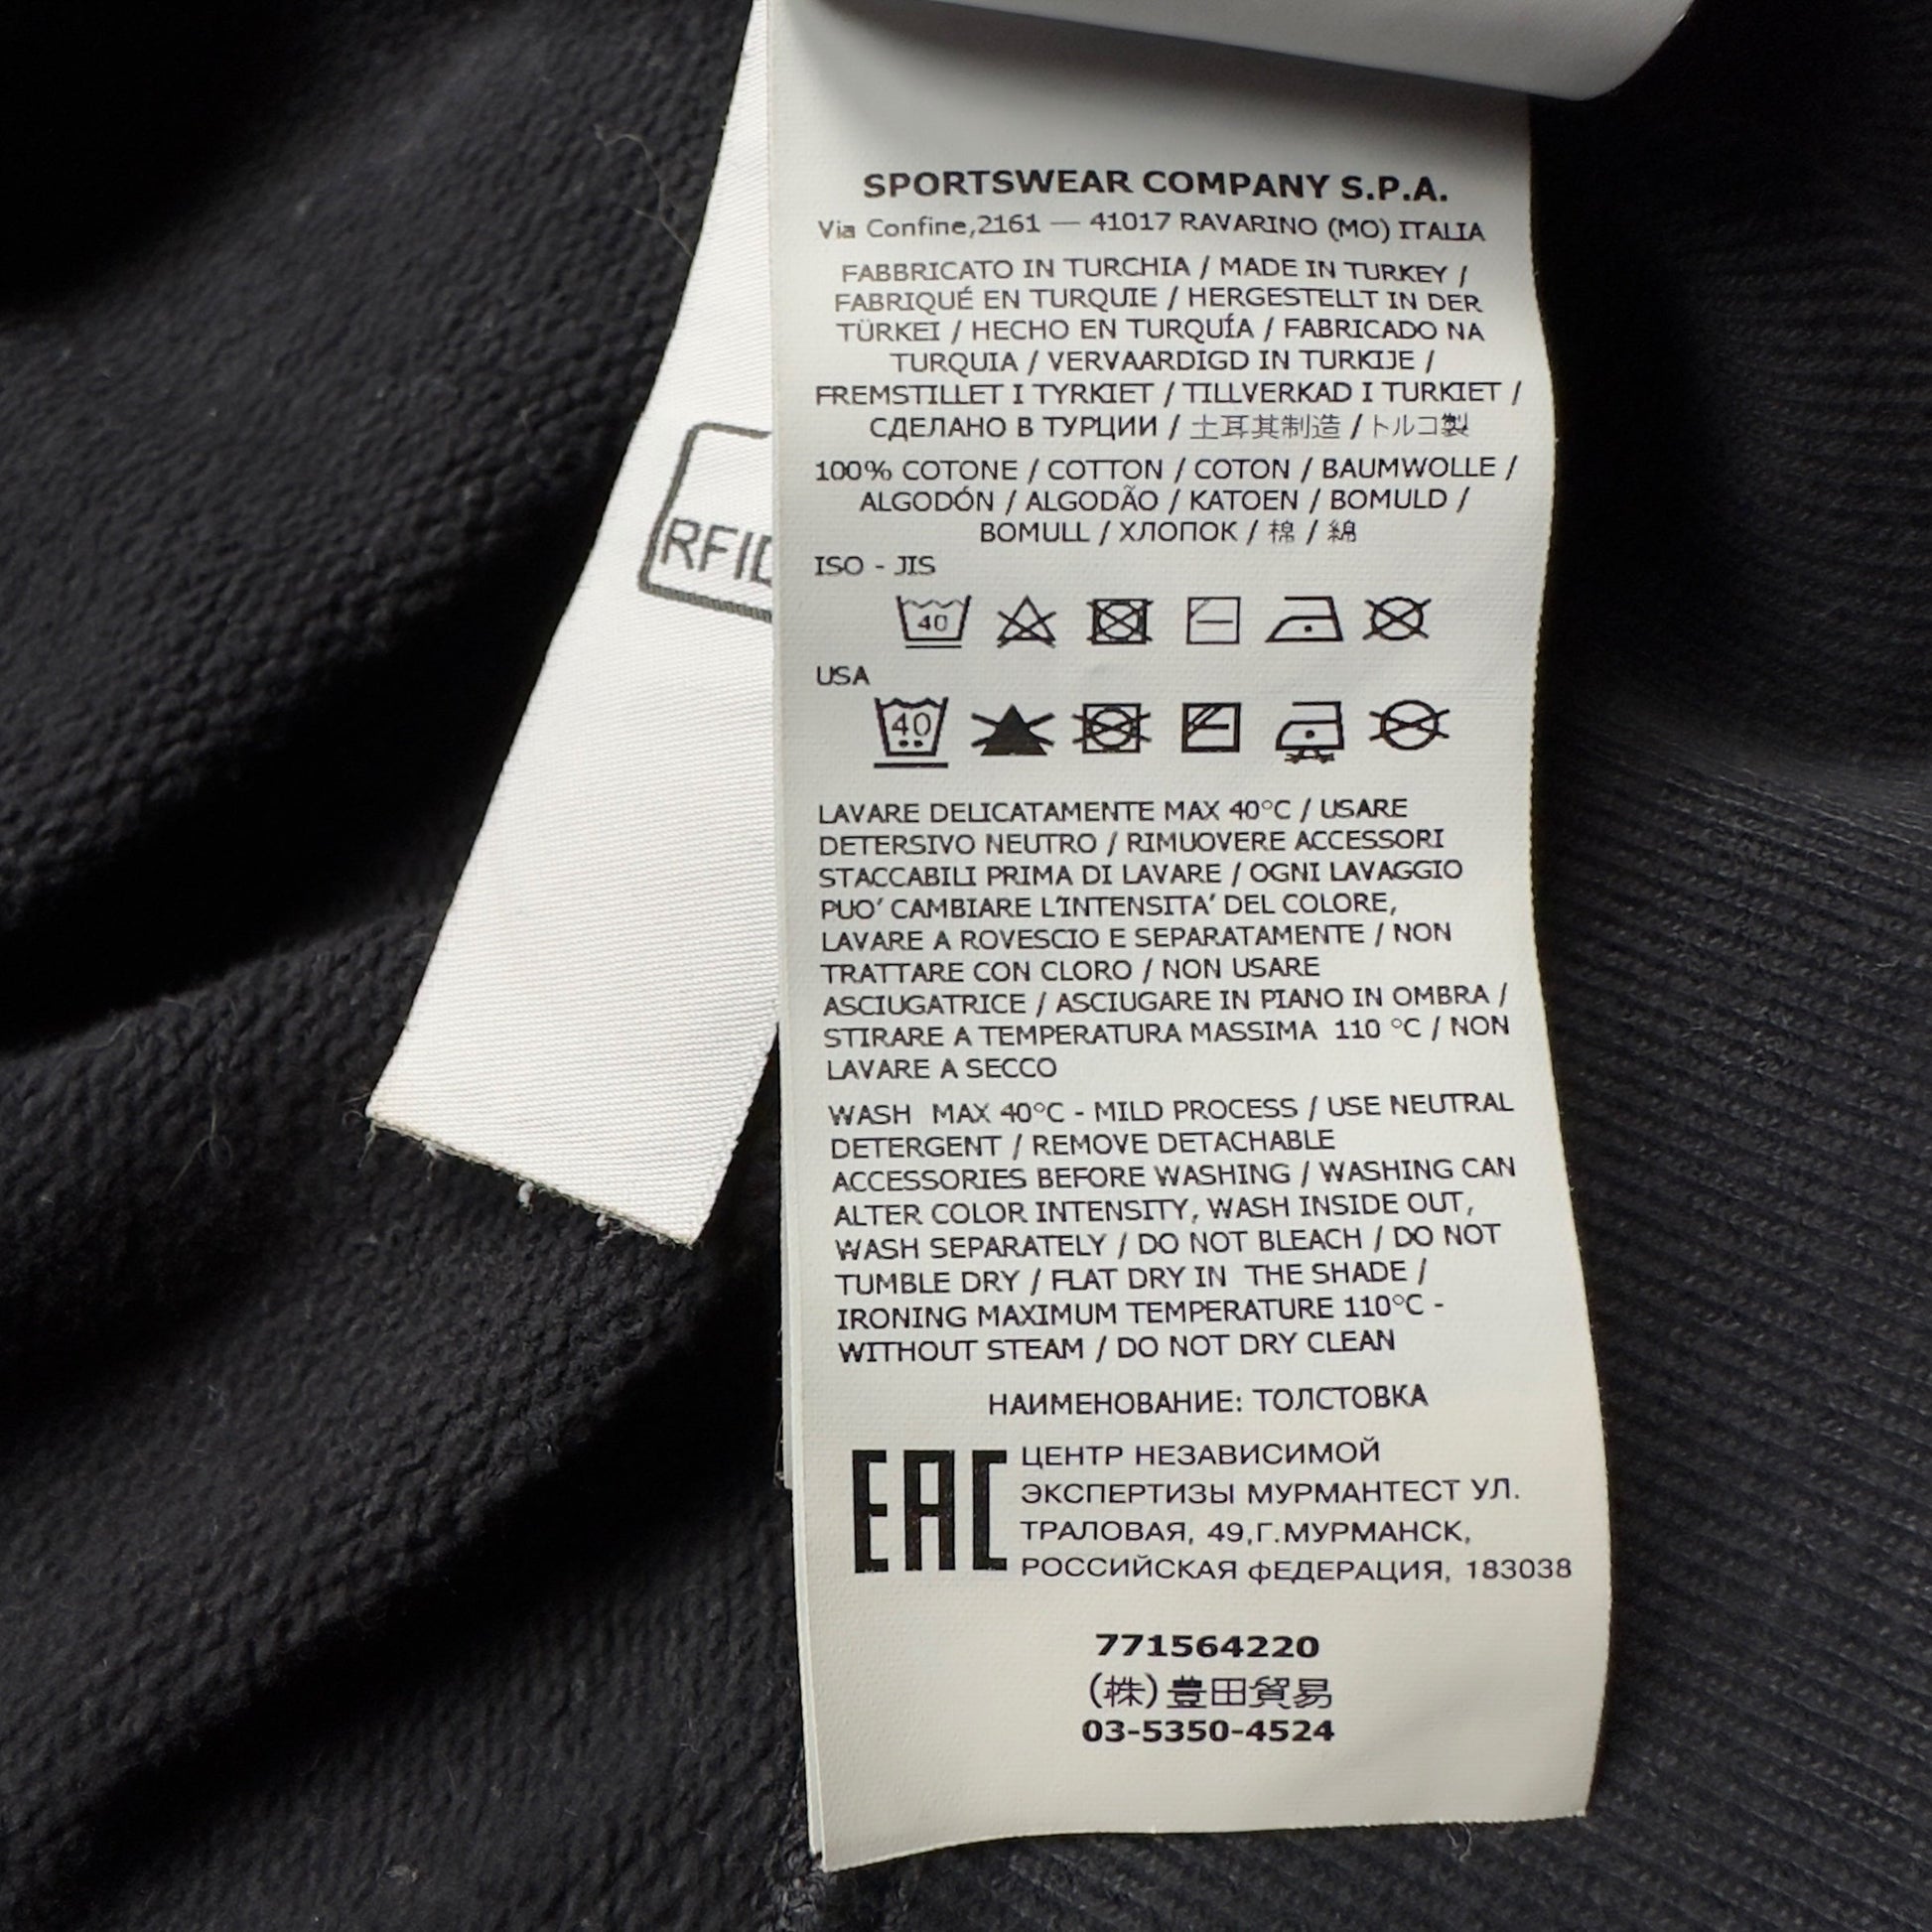 SPORTSWEAR COMPANY S.P.A.
Via Confine,2161 — 41017 RAVARINO (MO) ITALIA
FABBRICATO IN TURCHIA / MADE IN TURKEY /
FABRIQUÉ EN TURQUIE / HERGESTELLT IN DER
TÜRKEI / HECHO EN TURQUÍA / FABRICADO NA
TURQUIA / VERVAARDIGD IN TURKIJE /
FREMSTILLET I TYRKIET / TILLVERKAD I TURKIET /
СДЕЛАНО В ТУРЦИИ / 土耳其制造 / トルコ製
100% COTONE / COTTON / COTON / BAUMWOLLE /
ALGODÓN / ALGODÃO / KATOEN / BOMULD /
BOMULL / ХЛОПОК / 棉 / 綿
RFID
ISO - JIS
40
USA
40
LAVARE DELICATAMENTE MAX 40°C / USARE
DETERSIVO NEUTRO / RIMUOVERE ACCESSORI
STACCABILI PRIMA DI LAVARE / OGNI LAVAGGIO
PUO' CAMBIARE L'INTENSITA' DEL COLORE,
LAVARE A ROVESCIO E SEPARATAMENTE / NON
TRATTARE CON CLORO / NON USARE
ASCIUGATRICE / ASCIUGARE IN PIANO IN OMBRA /
STIRARE A TEMPERATURA MASSIMA 110 °C / NON
LAVARE A SECCO
WASH MAX 40°C - MILD PROCESS / USE NEUTRAL
DETERGENT / REMOVE DETACHABLE
ACCESSORIES BEFORE WASHING / WASHING CAN
ALTER COLOR INTENSITY, WASH INSIDE OUT,
WASH SEPARATELY / DO NOT BLEACH / DO NOT
TUMBLE DRY / FLAT DRY IN THE SHADE /
IRONING MAXIMUM TEMPERATURE 110°C -
WITHOUT STEAM / DO NOT DRY CLEAN
НАИМЕНОВАНИЕ: ТОЛСТОВКА
EAC
ЦЕНТР НЕЗАВИСИМОЙ
ЭКСПЕРТИЗЫ МУРМАНТЕСТ УЛ.
ТРАЛОВАЯ, 49,Г.МУРМАНСК,
РОССИЙСКАЯ фЕДЕРАЦИЯ, 183038
771564220
(株)豊田貿易
03-5350-4524